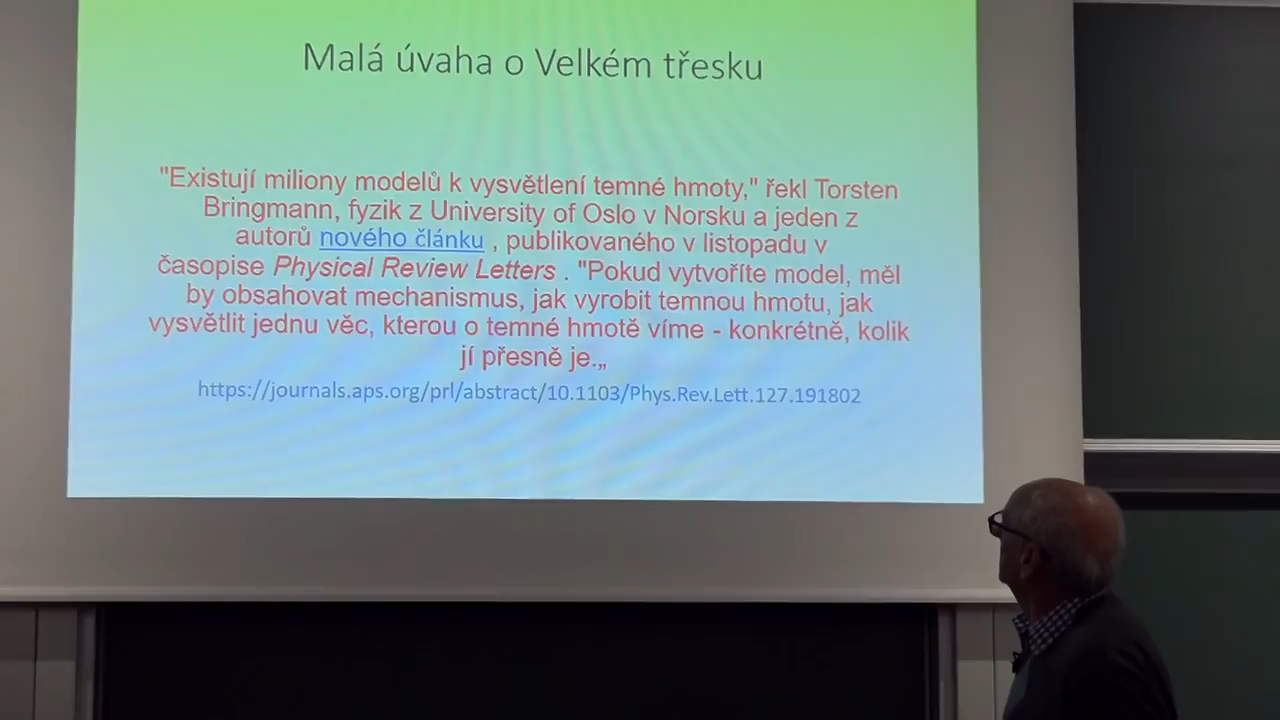 Malá úvaha o Velkém třesku
"Existují miliony modelů k vysvětlení temné hmoty," řekl Torsten
Bringmann, fyzik z University of Oslo v Norsku a jeden z
autorů nového článku , publikovaného v listopadu v
časopise Physical Review Letters . "Pokud vytvoříte model, měl
by obsahovat mechanismus, jak vyrobit temnou hmotu, jak
vysvětlit jednu věc, kterou o temné hmotě víme - konkrétně, kolik
jí přesně je.„
https://journals.aps.org/prl/abstract/10.1103/Phys.Rev.Lett.127.191802